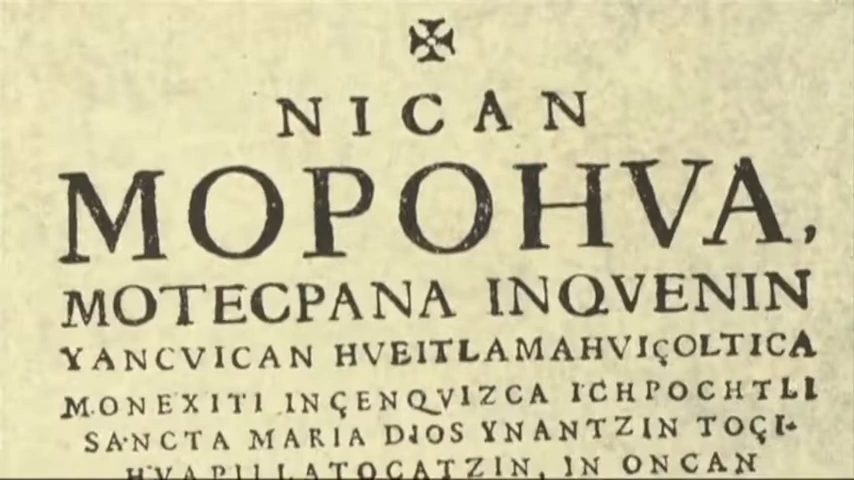 NICAN
MOPOHVA,
MOTECPANA INQVENIN
YANCVICAN HVEITLAMAHVIÇOLTICA
MONEXITI INÇENQVIZCA ICHPOCHTLI
SANCTA MARIA DIOS YNANTZIN TOÇI-
HVAPILLATOCATZIN, IN ONCAN